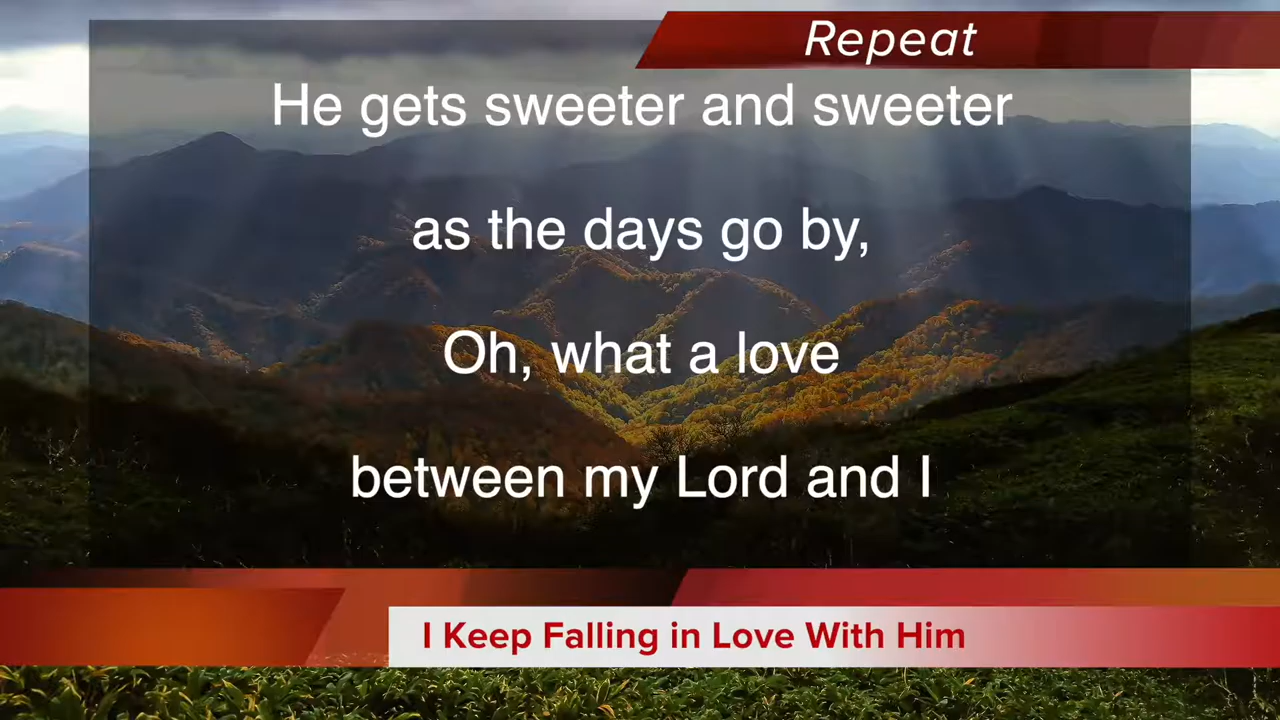 Repeat
He gets sweeter and sweeter
as the days go by,
Oh, what a love
between my Lord and I
I Keep Falling in Love With Him